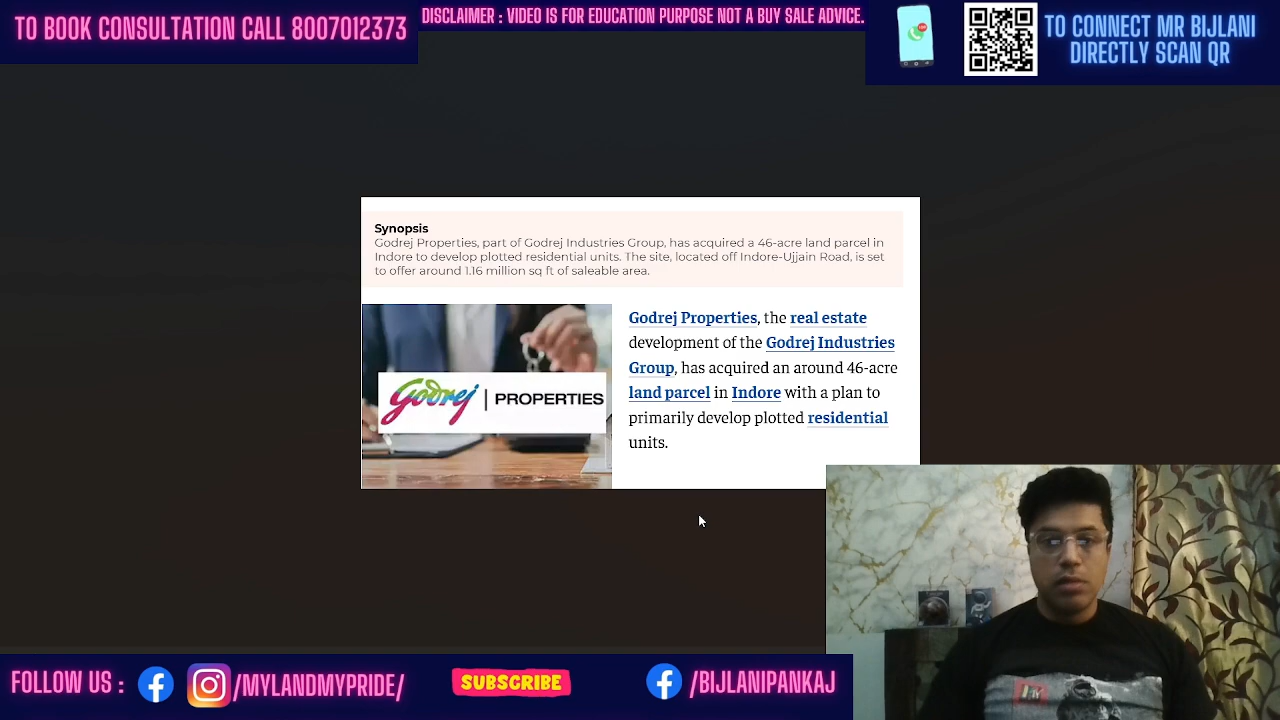 TO BOOK CONSULTATION CALL 8007012373
DISCLAIMER : VIDEO IS FOR EDUCATION PURPOSE NOT A BUY SALE ADVICE.
TO CONNECT MR BIJLANI
DIRECTLY SCAN QR
Synopsis
Godrej Properties, part of Godrej Industries Group, has acquired a 46-acre land parcel in
Indore to develop plotted residential units. The site, located off Indore-Ujjain Road, is set
to offer around 1.16 million sq ft of saleable area.
Godrej | PROPERTIES
Godrej Properties, the real estate
development of the Godrej Industries
Group, has acquired an around 46-acre
land parcel in Indore with a plan to
primarily develop plotted residential
units.
FOLLOW US :
/MYLANDMYPRIDE/
SUBSCRIBE
/BIJLANIPANKAJ